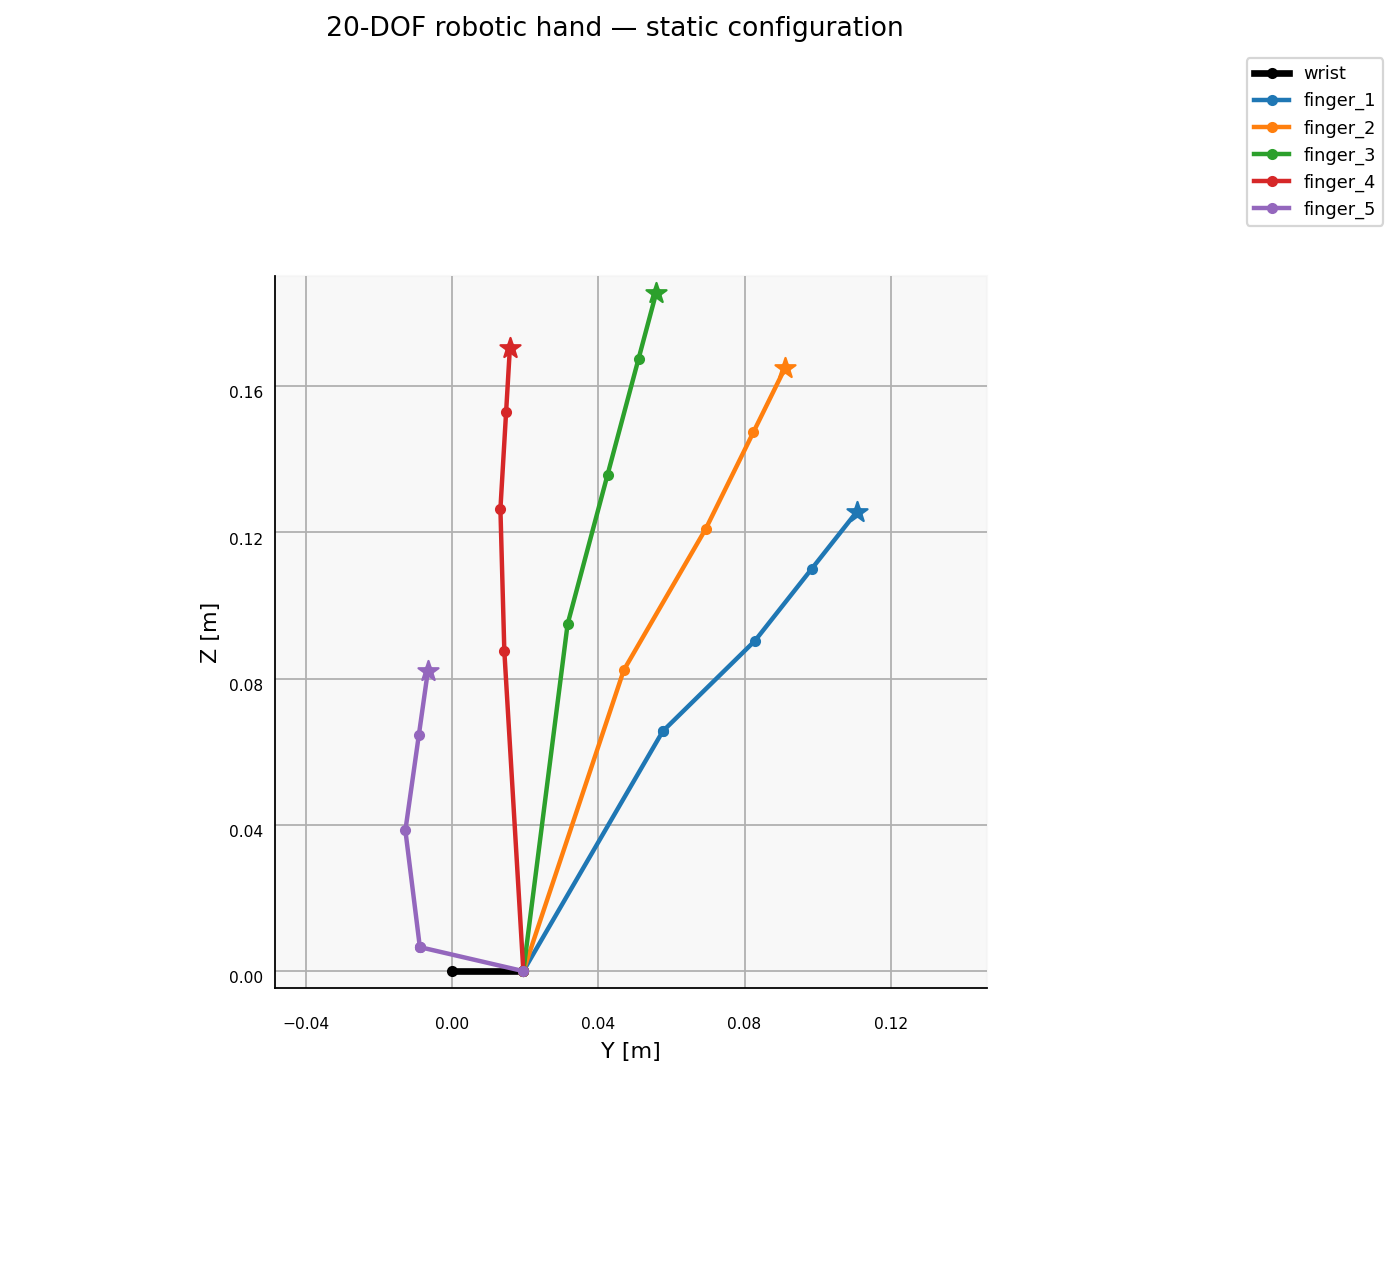 20-DOF robotic hand — static configuration
wrist
finger_1
finger_2
finger_3
finger_4
finger_5
0.16
0.12
0.08
0.04
0.00
Z [m]
−0.04
0.00
0.04
0.08
0.12
Y [m]